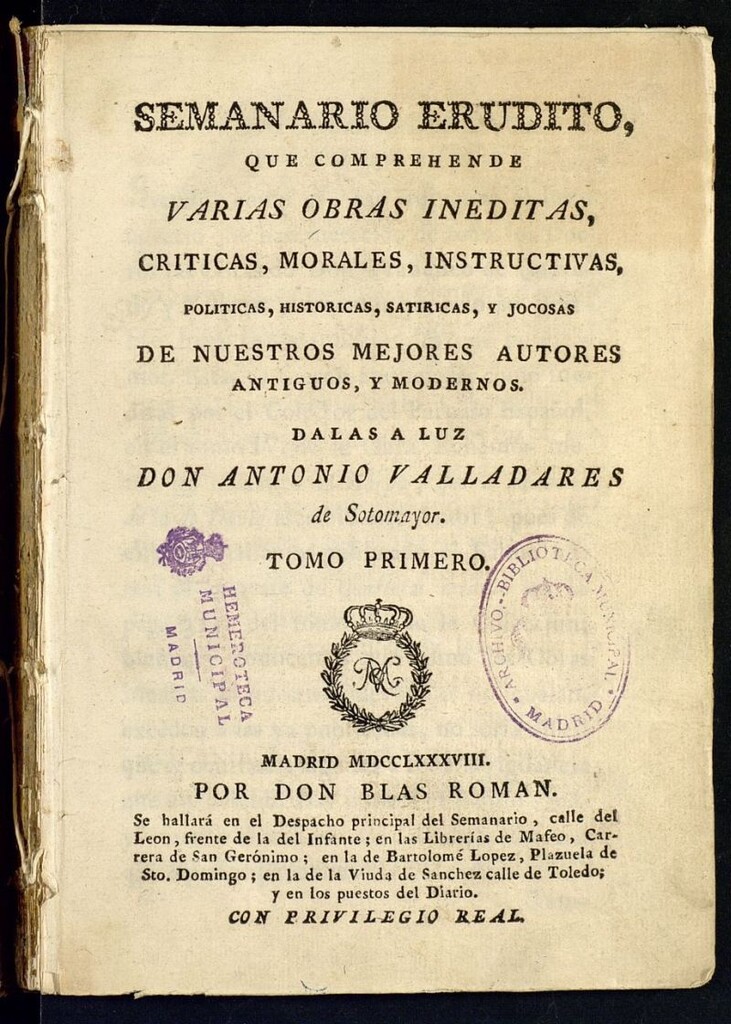 SEMANARIO ERUDITO,
QUE COMPREHENDE
VARIAS OBRAS INEDITAS,
CRITICAS, MORALES, INSTRUCTIVAS,
POLITICAS, HISTORICAS, SATIRICAS, Y JOCOSAS
DE NUESTROS MEJORES AUTORES
ANTIGUOS, Y MODERNOS.
DALAS A LUZ
DON ANTONIO VALLADARES
de Sotomayor.
TOMO PRIMERO.
HEMEROTECA
MUNICIPAL
MADRID
ARCHIVO.-BIBLIOTECA MUNICIPAL
* MADRID *
MADRID MDCCLXXXVIII.
POR DON BLAS ROMAN.
Se hallará en el Despacho principal del Semanario, calle del
Leon, frente de la del Infante; en las Librerías de Mafeo, Car-
rera de San Gerónimo; en la de Bartolomé Lopez, Plazuela de
Sto. Domingo; en la de la Viuda de Sanchez calle de Toledo;
y en los puestos del Diario.
CON PRIVILEGIO REAL.